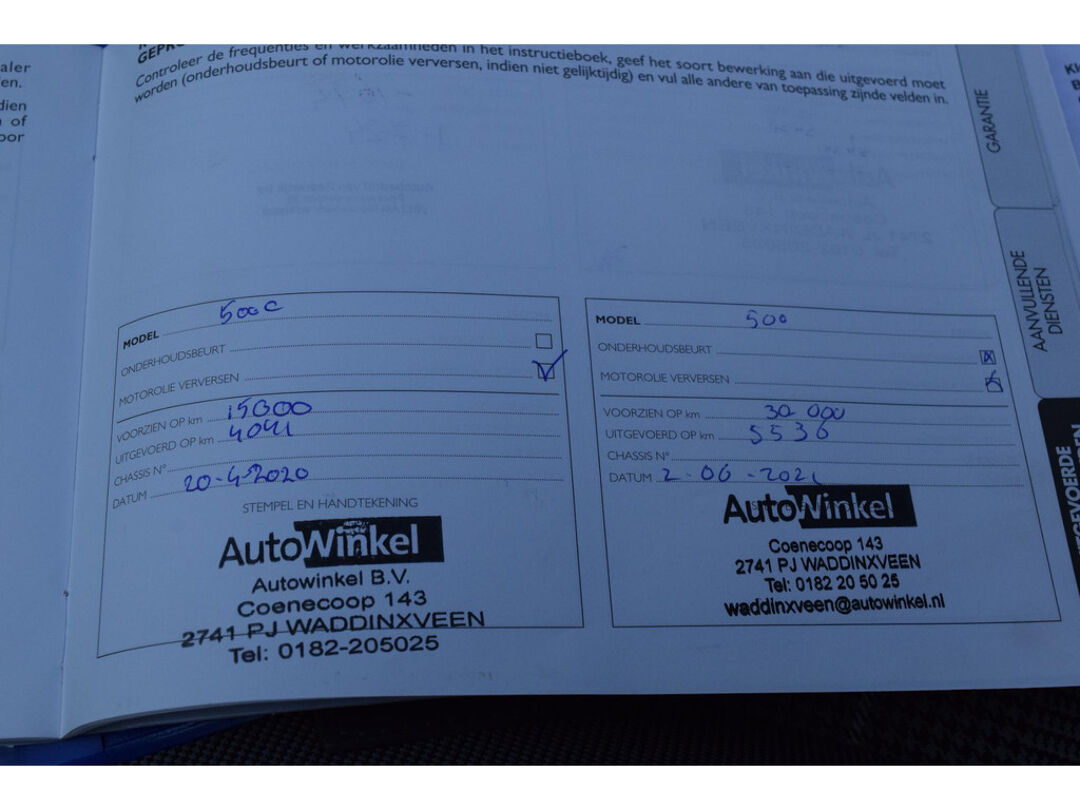 aler
en.
dien
of
oor
Controleer de frequenties en werkzaamheden in het instructieboek, geef het soort bewerking aan die uitgevoerd moet
worden (onderhoudsbeurt of motorolie verversen, indien niet gelijktijdig) en vul alle andere van toepassing zijnde velden in.
GARANTIE
AANVULLENDE
DIENSTEN
MODEL 500C
ONDERHOUDSBEURT
MOTOROLIE VERVERSEN
VOORZIEN OP km 15000
UITGEVOERD OP km 4041
CHASSIS N°
DATUM 20-4-2020
STEMPEL EN HANDTEKENING
AutoWinkel
Autowinkel B.V.
Coenecoop 143
2741 PJ WADDINXVEEN
Tel: 0182-205025
MODEL 500
ONDERHOUDSBEURT
MOTOROLIE VERVERSEN
VOORZIEN OP km 30-000
UITGEVOERD OP km 5536
CHASSIS N°
DATUM 2-06-2021
AutoWinkel
Coenecoop 143
2741 PJ WADDINXVEEN
Tel: 0182 20 50 25
waddinxveen@autowinkel.nl